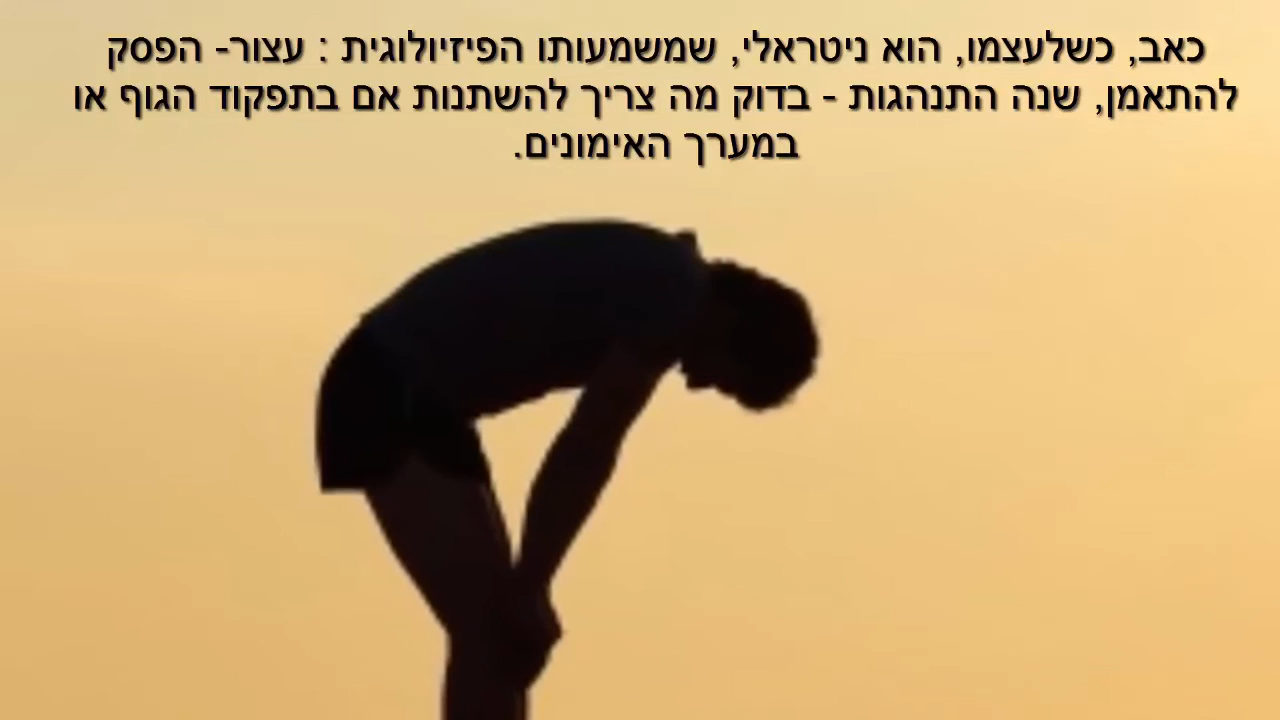 כאב, כשלעצמו, הוא ניטראלי, שמשמעותו הפיזיולוגית : עצור- הפסק
להתאמן, שנה התנהגות - בדוק מה צריך להשתנות אם בתפקוד הגוף או
במערך האימונים.